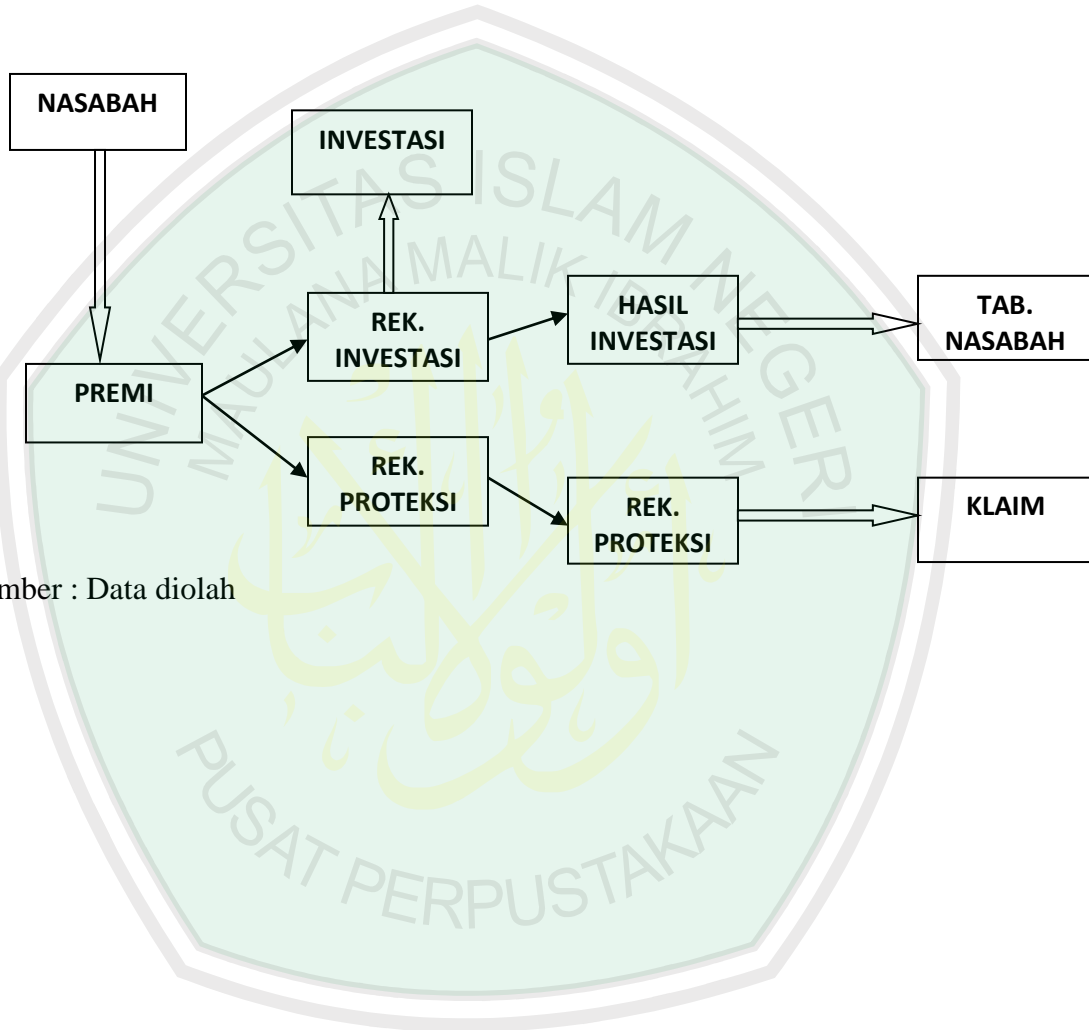 NASABAH
INVESTASI
REK.
INVESTASI
HASIL
INVESTASI
TAB.
NASABAH
PREMI
REK.
PROTEKSI
REK.
PROTEKSI
KLAIM
mber : Data diolah
UNIVERSITAS ISLAM NEGERI
MAULANA MALIK IBRAHIM
PUSAT PERPUSTAKAAN